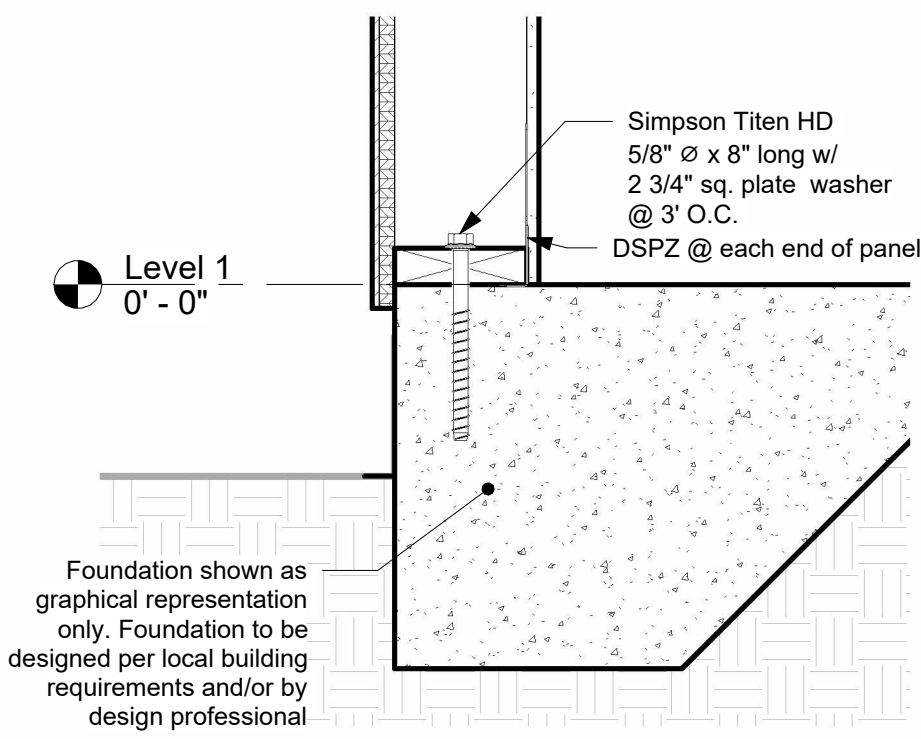 Simpson Titen HD
5/8" Ø x 8" long w/
2 3/4" sq. plate washer
@ 3' O.C.
DSPZ @ each end of panel
Level 1
0' - 0"
Foundation shown as
graphical representation
only. Foundation to be
designed per local building
requirements and/or by
design professional